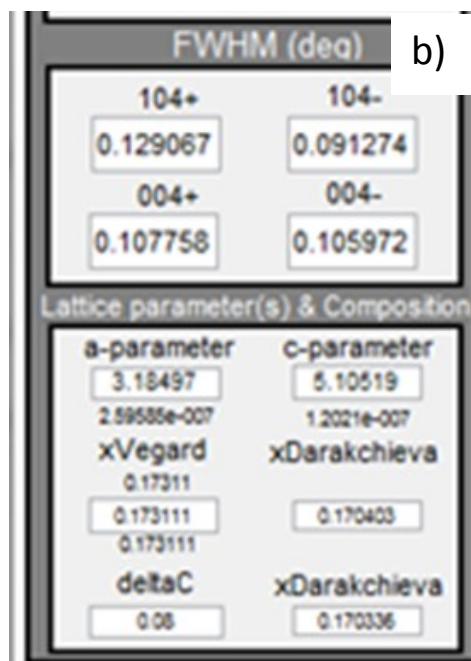 FWHM (deg)
b)
104+ 104-
0.129067 0.091274
004+ 004-
0.107758 0.105972
Lattice parameter(s) & Composition
a-parameter c-parameter
3.18497 5.10519
2.59585e-007 1.2021e-007
xVegard xDarakchieva
0.17311
0.173111 0.170403
0.173111
deltaC xDarakchieva
0.08 0.170336